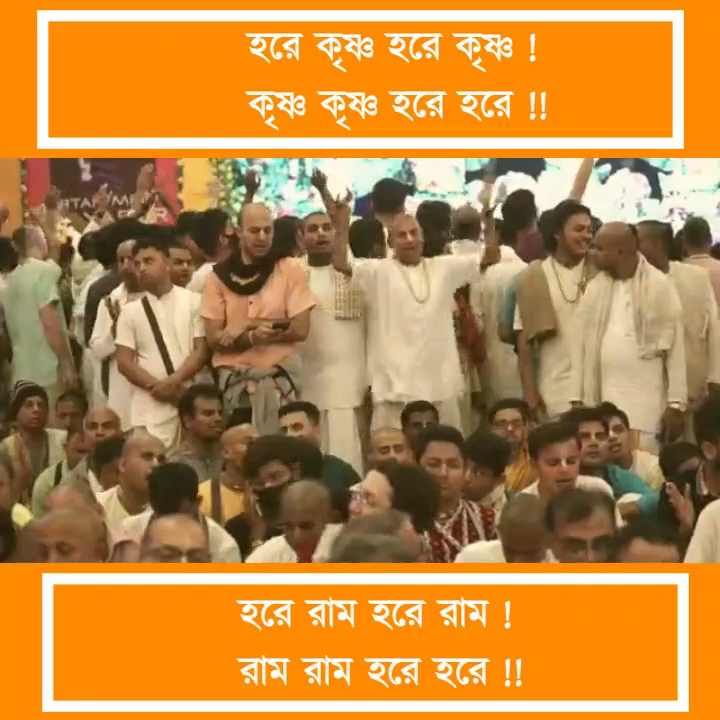 হরে কৃষ্ণ হরে কৃষ্ণ !
কৃষ্ণ কৃষ্ণ হরে হরে !!
হরে রাম হরে রাম !
রাম রাম হরে হরে !!